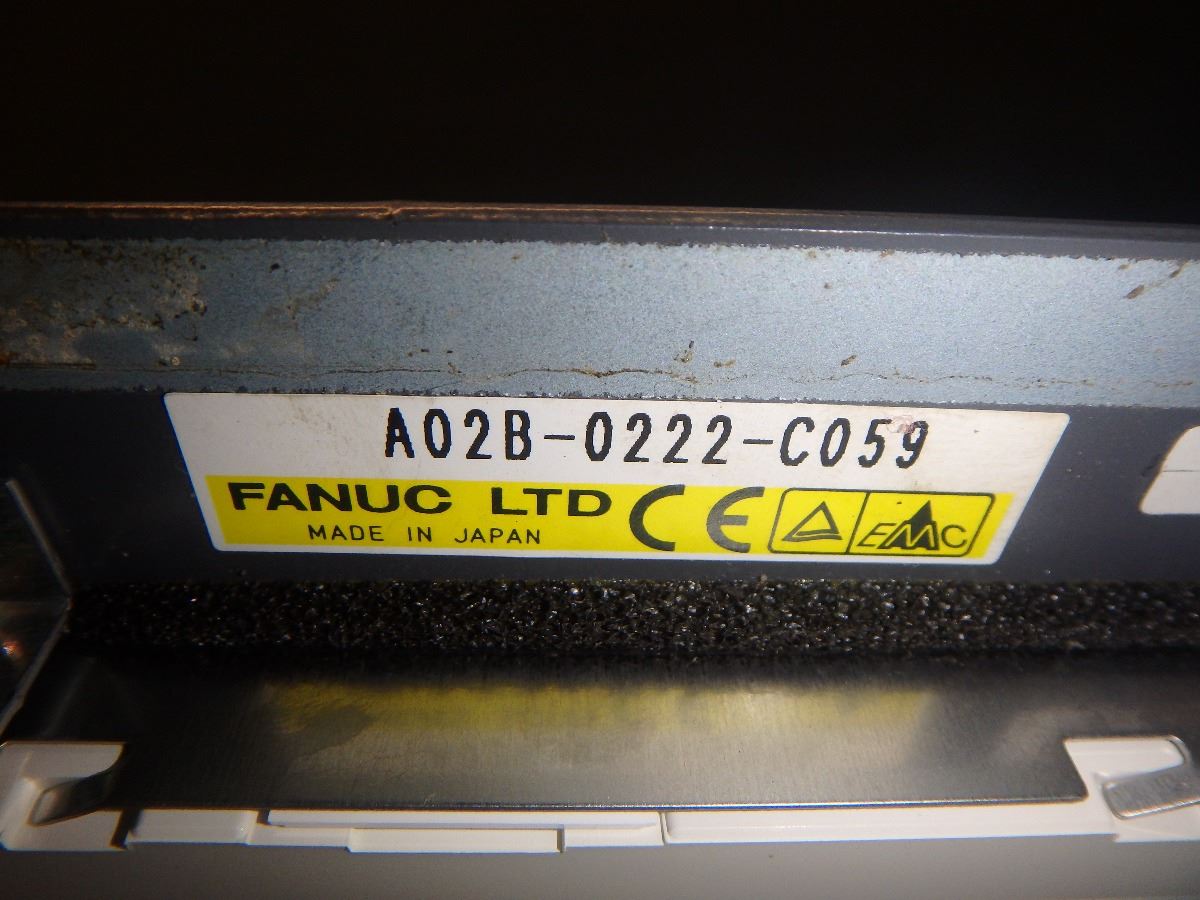 A02B-0222-C059
FANUC LTD CE EMC
MADE IN JAPAN